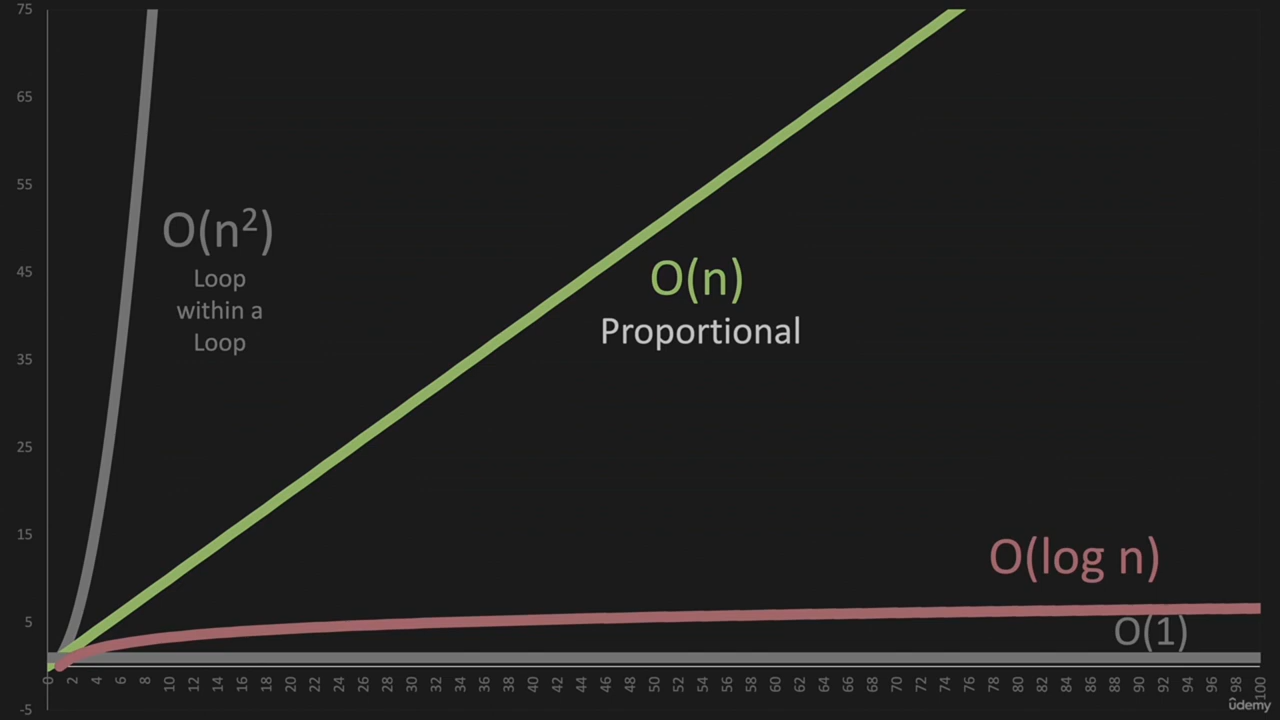 75
65
55
45
35
25
15
5
-5
O(n²)
Loop
within a
Loop
O(n)
Proportional
O(log n)
O(1)
0 2 4 6 8 10 12 14 16 18 20 22 24 26 28 30 32 34 36 38 40 42 44 46 48 50 52 54 56 58 60 62 64 66 68 70 72 74 76 78 80 82 84 86 88 90 92 94 96 98 100
ûdemy